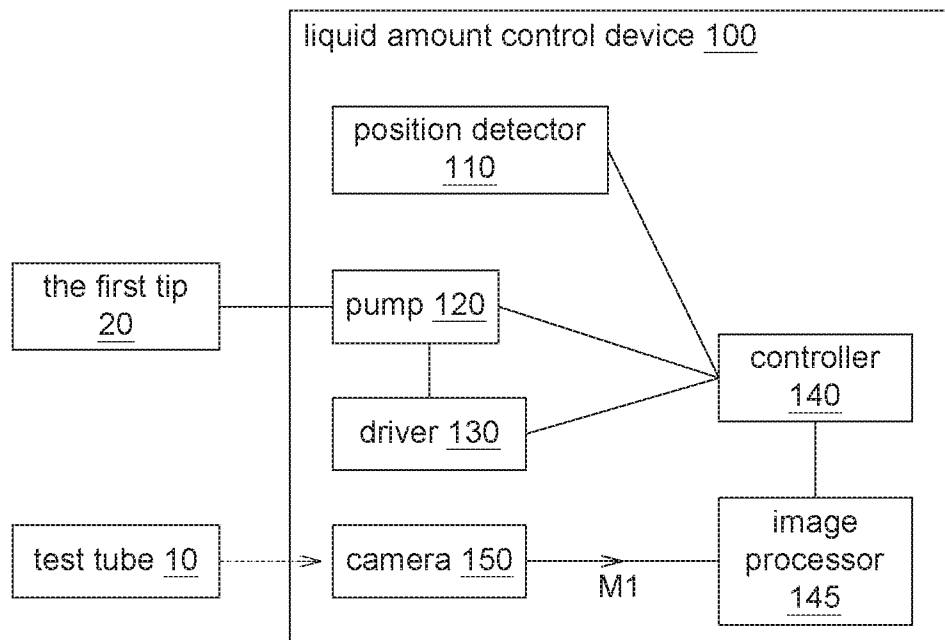 liquid amount control device 100
position detector
110
the first tip
20
pump 120
controller
140
driver 130
test tube 10
camera 150
M1
image
processor
145